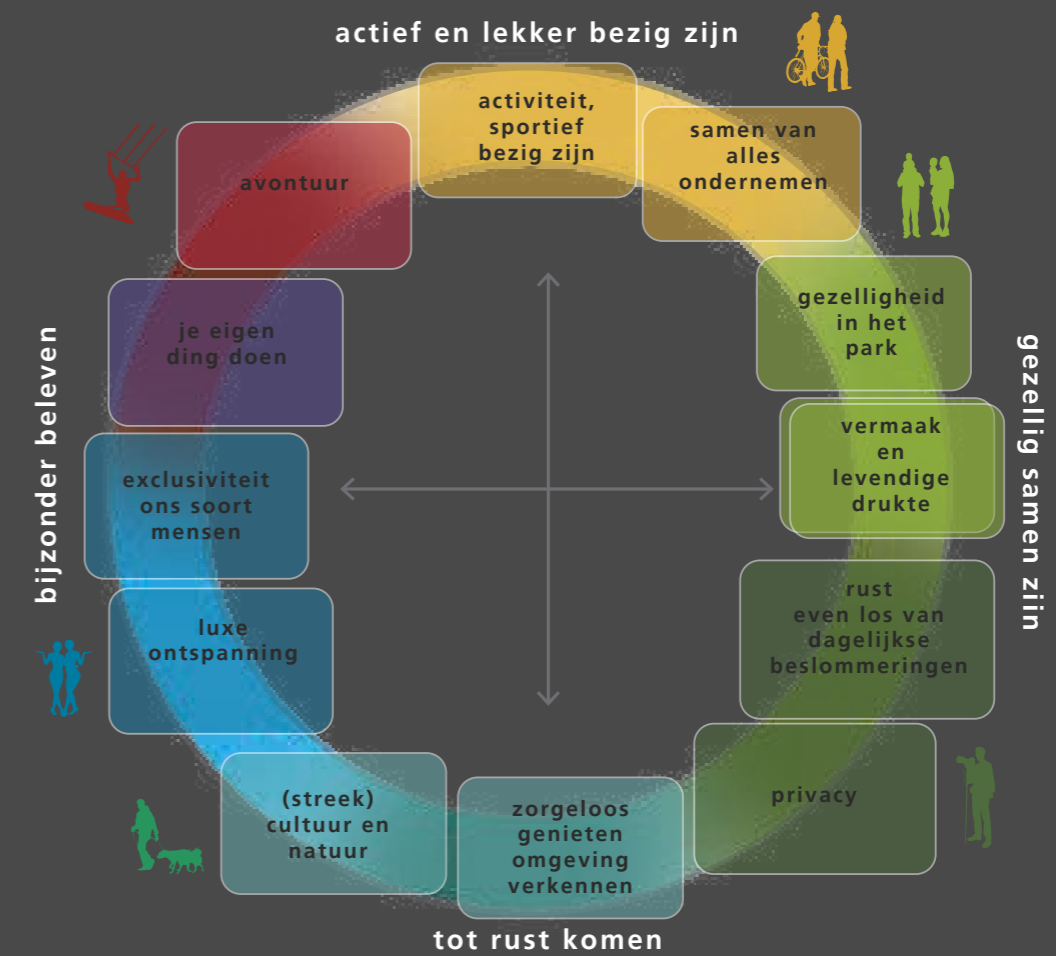 actief en lekker bezig zijn
activiteit,
sportief
bezig zijn
samen van
alles
ondernemen
gezelligheid
in het
park
vermaak
en
levendige
drukte
gezellig samen ziin
rust
even los van
dagelijkse
beslommeringen
privacy
zorgeloos
genieten
omgeving
verkennen
tot rust komen
(streek)
cultuur en
natuur
luxe
ontspanning
exclusiviteit
ons soort
mensen
bijzonder beleven
je eigen
ding doen
avontuur